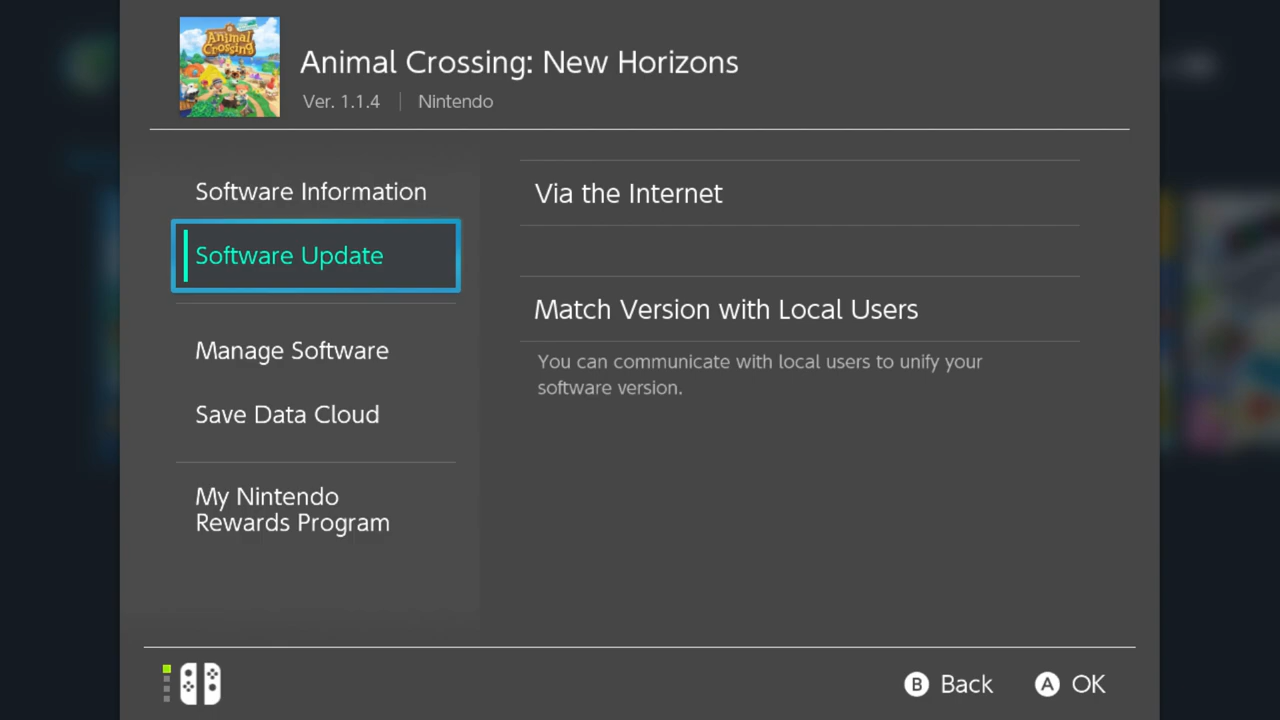 Animal Crossing
Animal Crossing: New Horizons
Ver. 1.1.4 | Nintendo
Software Information
Software Update
Manage Software
Save Data Cloud
My Nintendo
Rewards Program
Via the Internet
Match Version with Local Users
You can communicate with local users to unify your
software version.
B Back
A OK